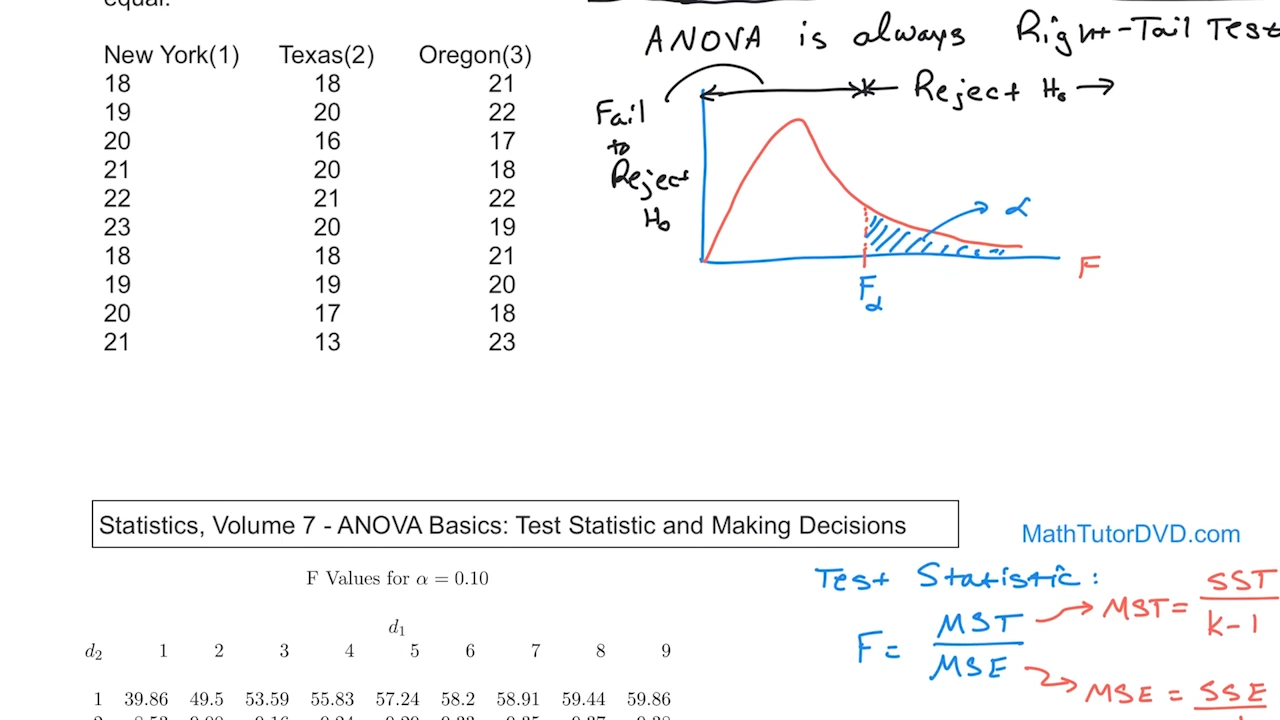 equal.
New York(1) Texas(2) Oregon(3)
18 18 21
19 20 22
20 16 17
21 20 18
22 21 22
23 20 19
18 18 21
19 19 20
20 17 18
21 13 23
ANOVA is always Right-Tail Test
Reject H₀
Fail
to
Reject
H₀
α
F
Fα
Statistics, Volume 7 - ANOVA Basics: Test Statistic and Making Decisions
MathTutorDVD.com
F Values for α = 0.10
d₁
d₂ 1 2 3 4 5 6 7 8 9
1 39.86 49.5 53.59 55.83 57.24 58.2 58.91 59.44 59.86
Test Statistic:
F = MST / MSE
MST = SST / k-1
MSE = SSE